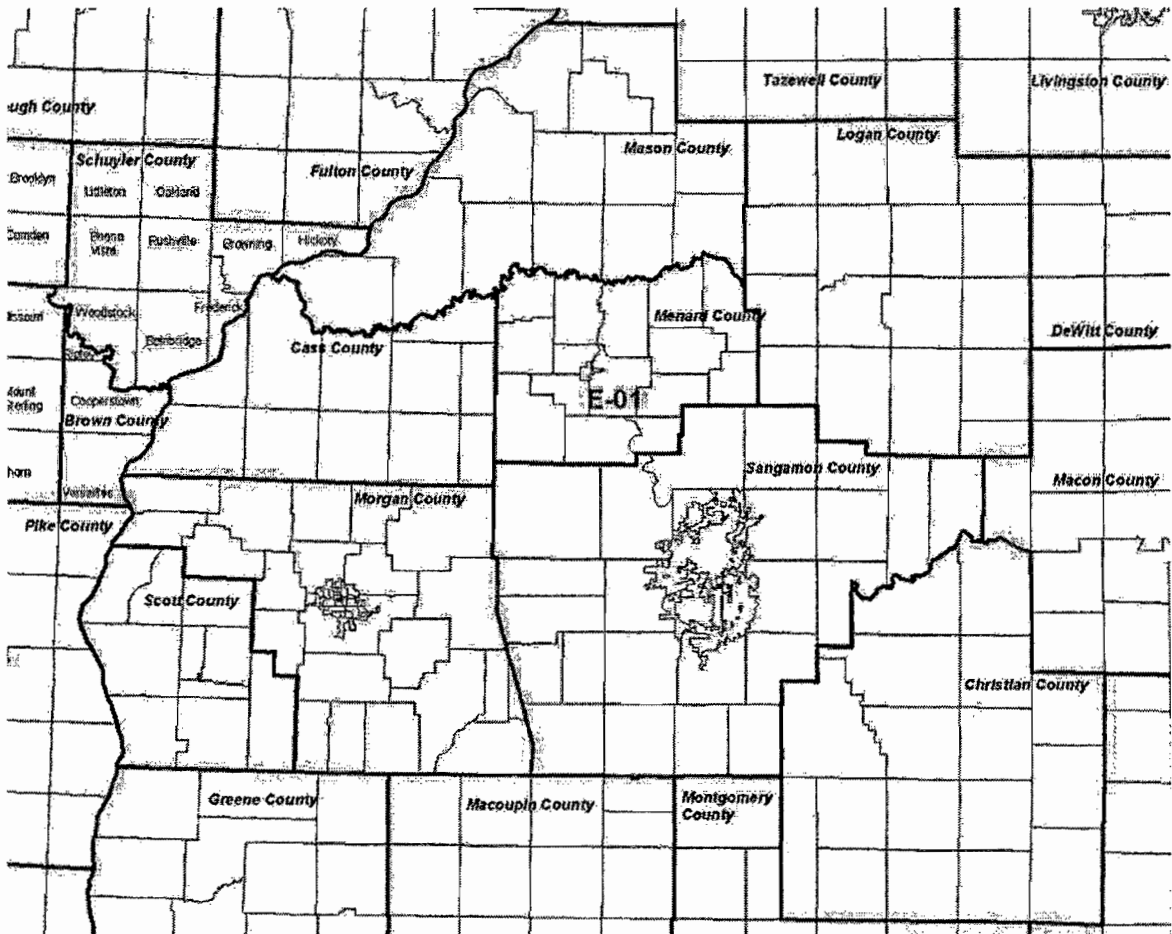 Tazewell County
Livingston County
ugh County
Logan County
Mason County
Schuyler County
Fulton County
Brooklyn
Littleton
Oakland
Camden
Buena
Vista
Rushville
Browning
Hickory
Woodstock
Frederick
Menard County
Bainbridge
DeWitt County
Cass County
Mount
Sterling
Cooperstown
E-01
Brown County
Sangamon County
Macon County
Versailles
Morgan County
Pike County
Scott County
Christian County
Greene County
Macoupin County
Montgomery
County